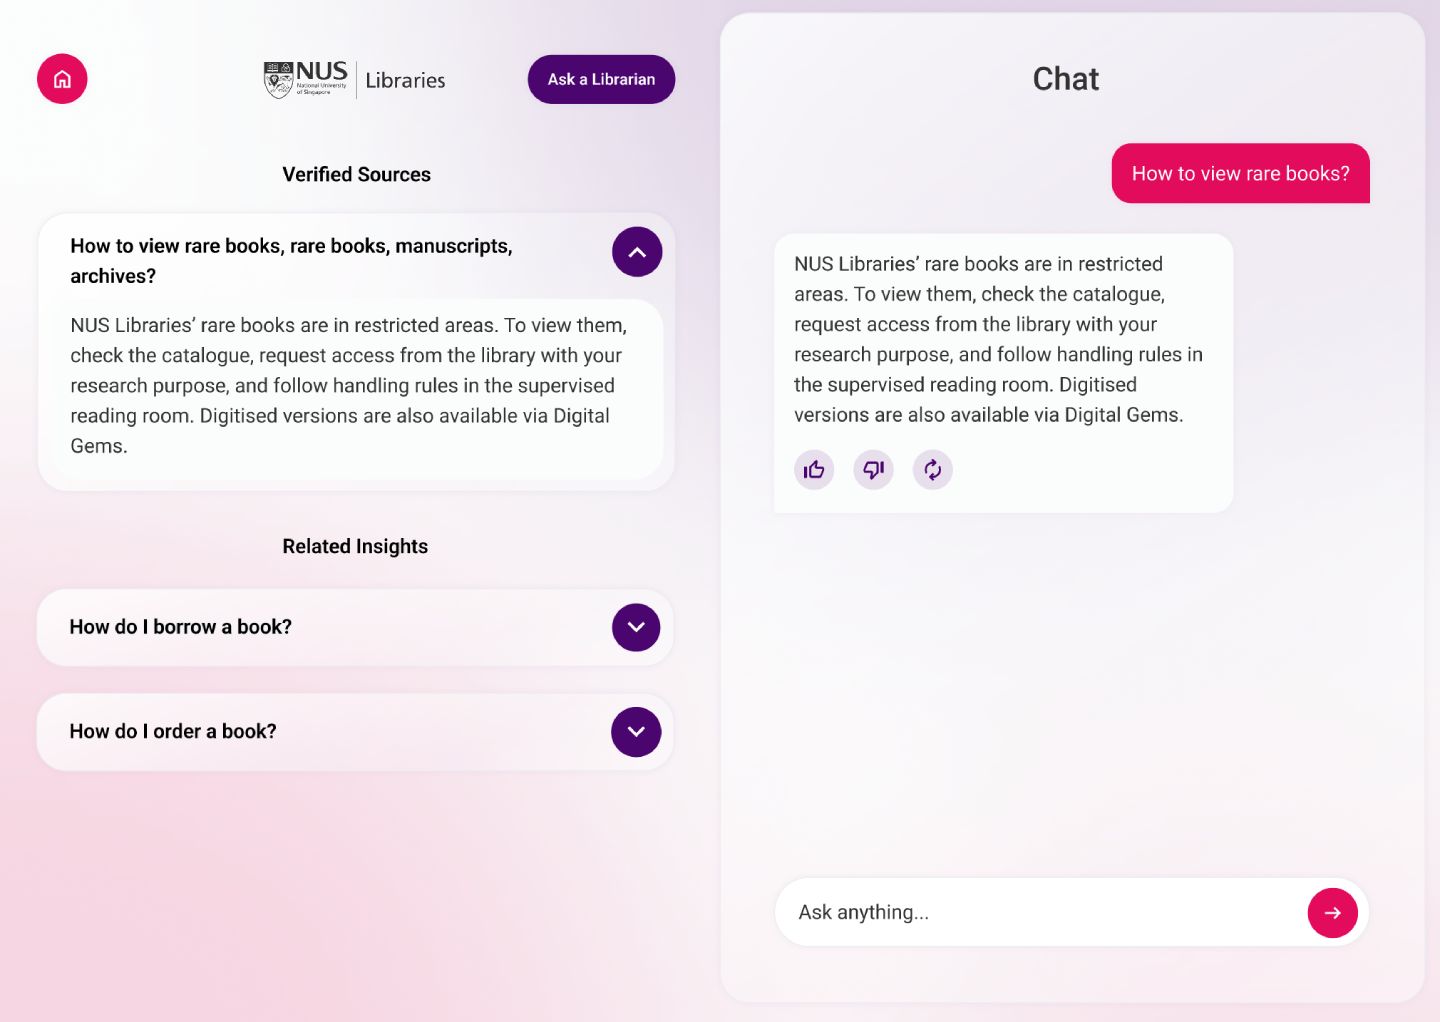 NUS
National University
of Singapore
Libraries
Ask a Librarian
Verified Sources
How to view rare books, rare books, manuscripts,
archives?
NUS Libraries’ rare books are in restricted areas. To view them,
check the catalogue, request access from the library with your
research purpose, and follow handling rules in the supervised
reading room. Digitised versions are also available via Digital
Gems.
Related Insights
How do I borrow a book?
How do I order a book?
Chat
How to view rare books?
NUS Libraries’ rare books are in restricted
areas. To view them, check the catalogue,
request access from the library with your
research purpose, and follow handling rules in
the supervised reading room. Digitised
versions are also available via Digital Gems.
Ask anything...